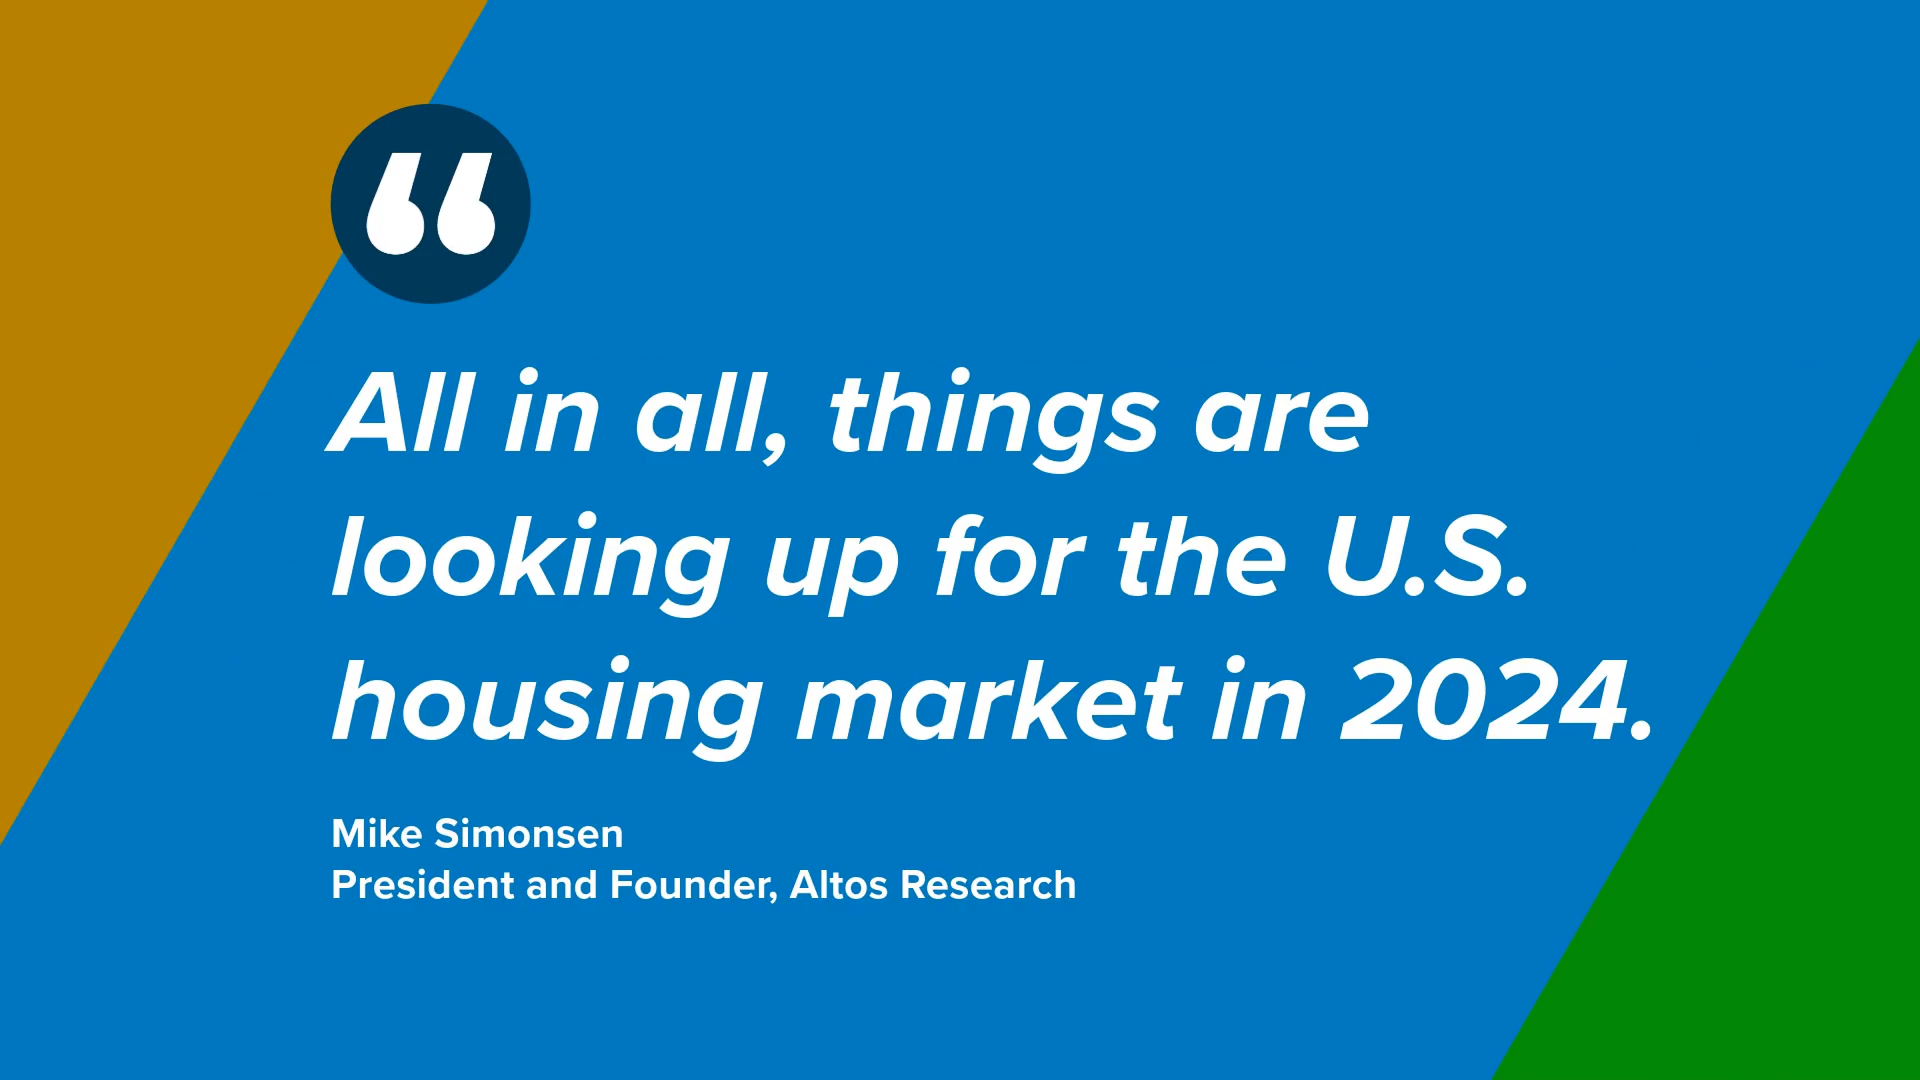 “
All in all, things are
looking up for the U.S.
housing market in 2024.
Mike Simonsen
President and Founder, Altos Research